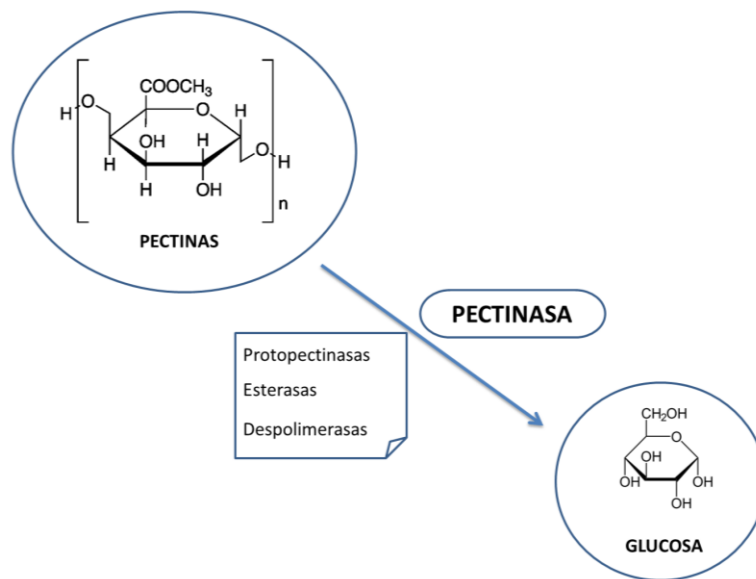 COOCH3
H
O
O
H
OH
H
H
H
OH
O
H
n
PECTINAS
PECTINASA
Protopectinasas
Esterasas
Despolimerasas
CH2OH
O
OH
OH
OH
OH
GLUCOSA